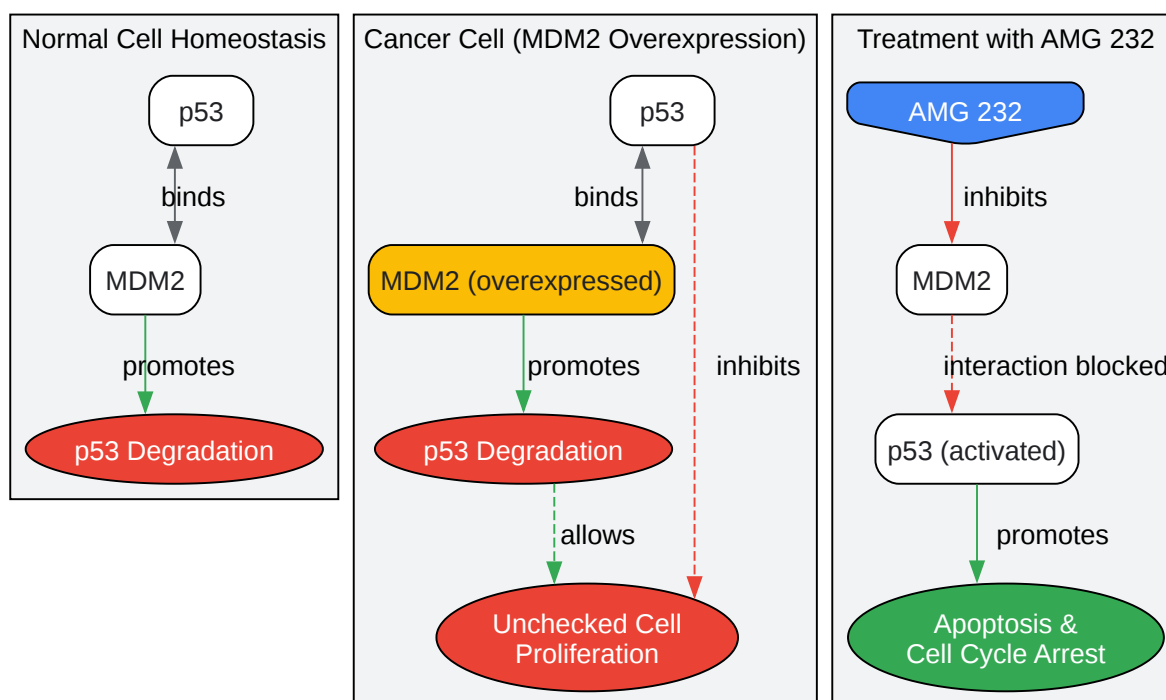 Normal Cell Homeostasis
p53
binds
MDM2
promotes
p53 Degradation
Cancer Cell (MDM2 Overexpression)
p53
binds
MDM2 (overexpressed)
promotes
inhibits
p53 Degradation
allows
Unchecked Cell
Proliferation
Treatment with AMG 232
AMG 232
inhibits
MDM2
interaction blocked
p53 (activated)
promotes
Apoptosis &
Cell Cycle Arrest